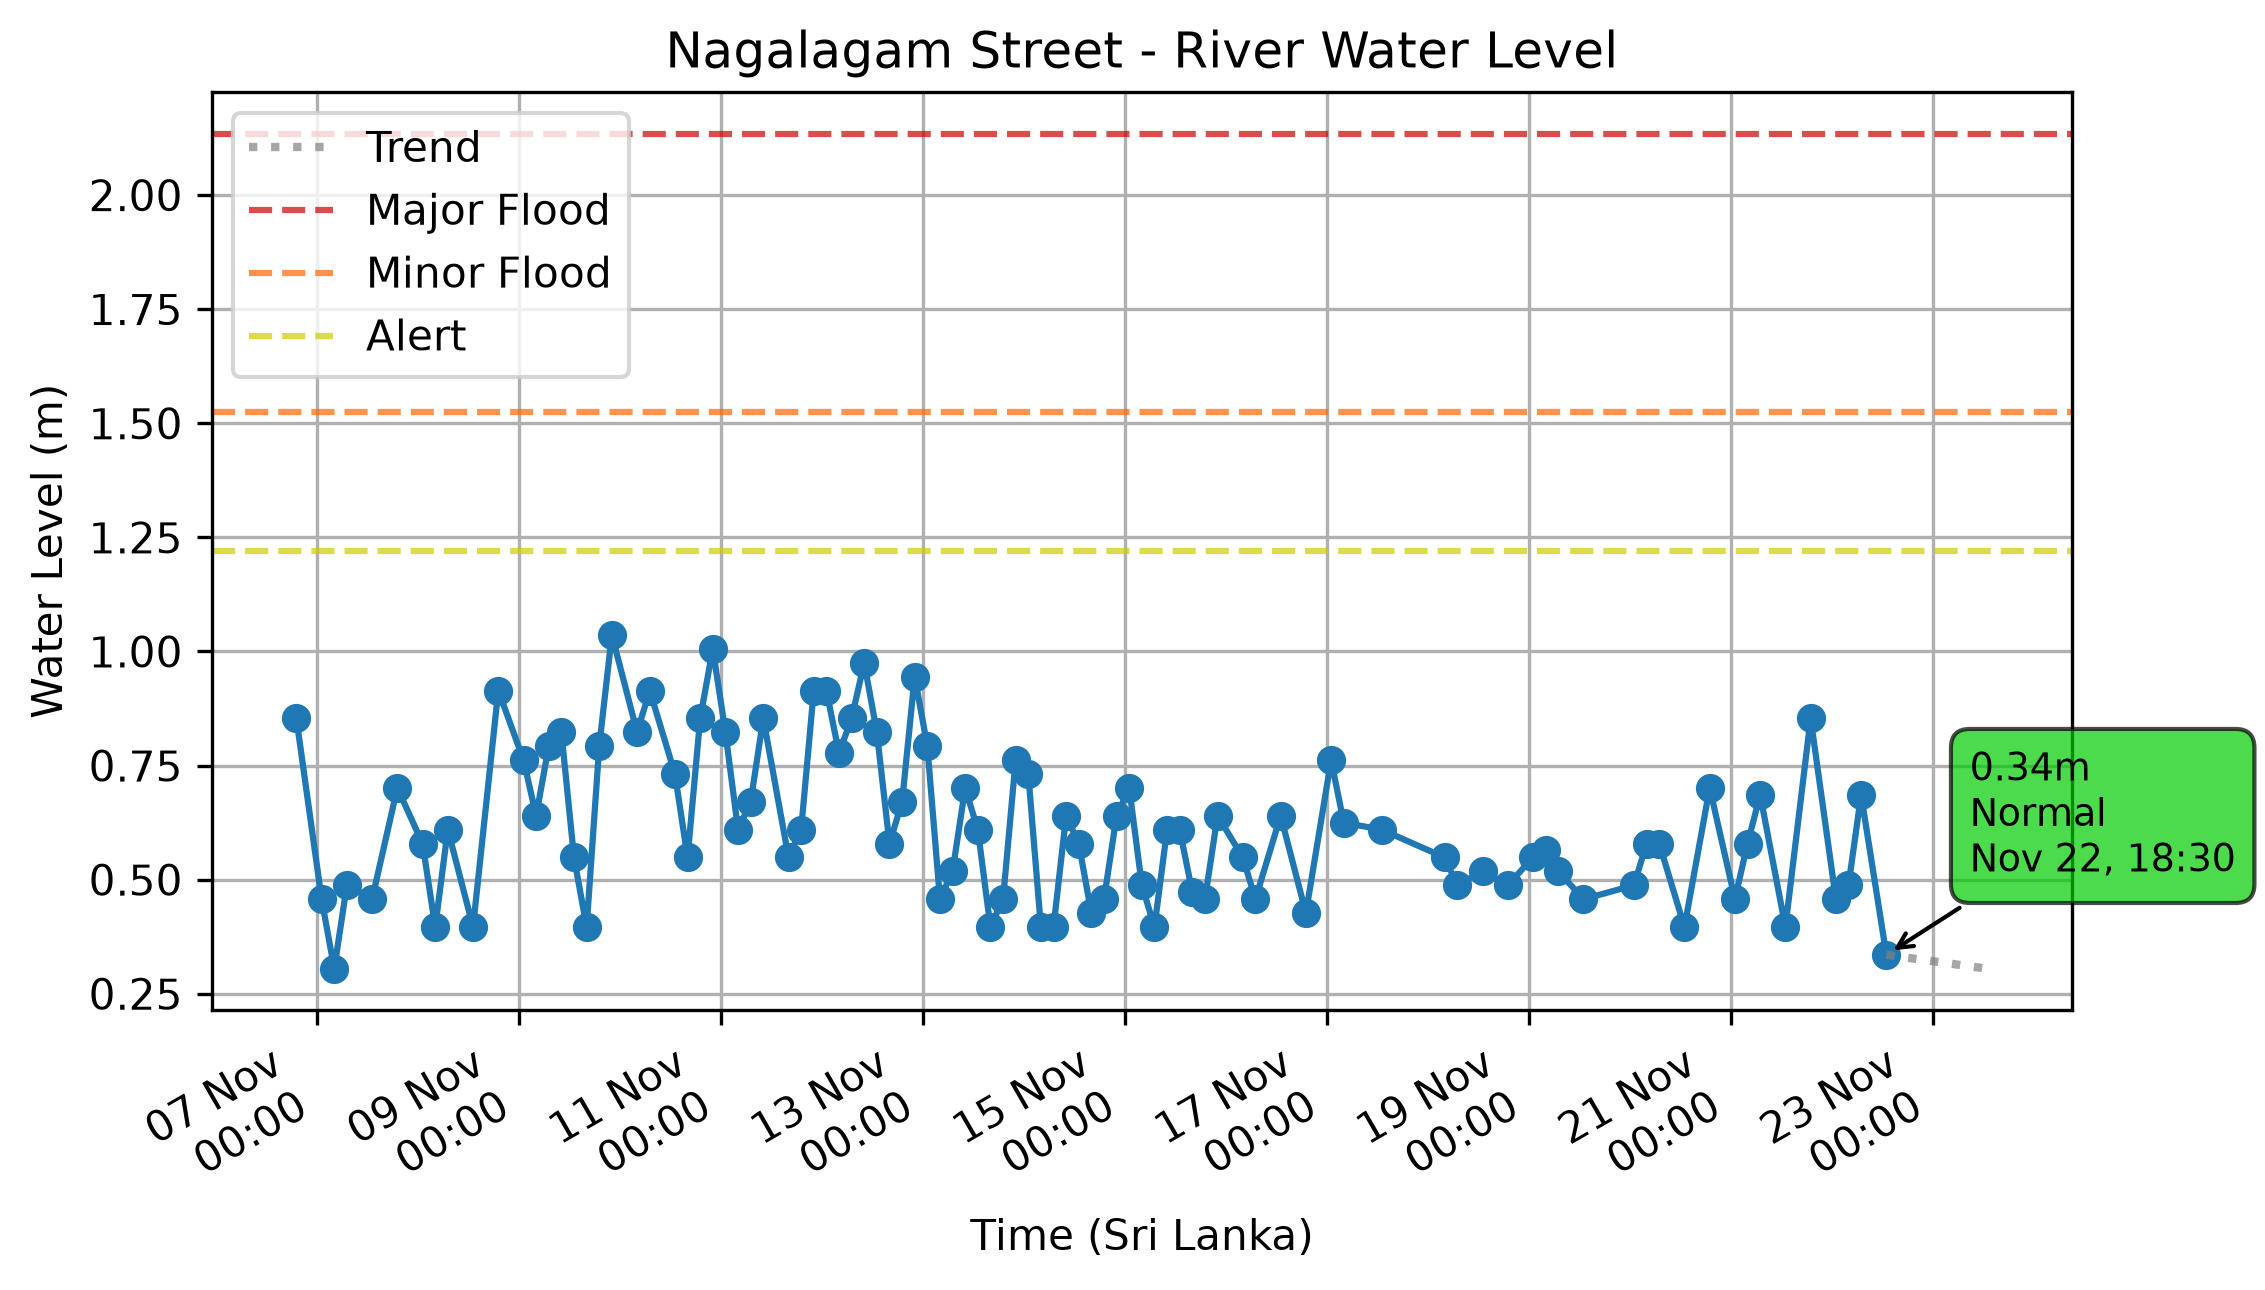 Nagalagam Street - River Water Level
Trend
Major Flood
Minor Flood
Alert
Water Level (m)
2.00
1.75
1.50
1.25
1.00
0.75
0.50
0.25
0.34m
Normal
Nov 22, 18:30
07 Nov
00:00
09 Nov
00:00
11 Nov
00:00
13 Nov
00:00
15 Nov
00:00
17 Nov
00:00
19 Nov
00:00
21 Nov
00:00
23 Nov
00:00
Time (Sri Lanka)